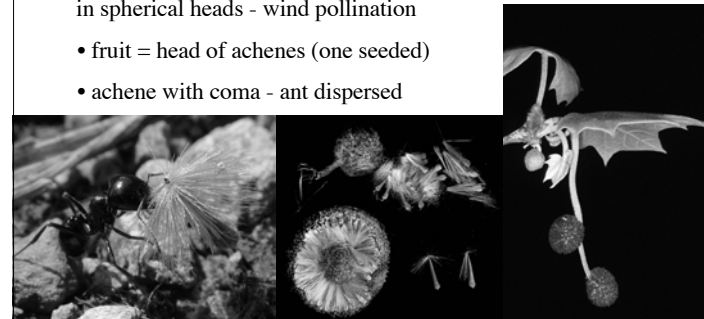 in spherical heads - wind pollination
• fruit = head of achenes (one seeded)
• achene with coma - ant dispersed